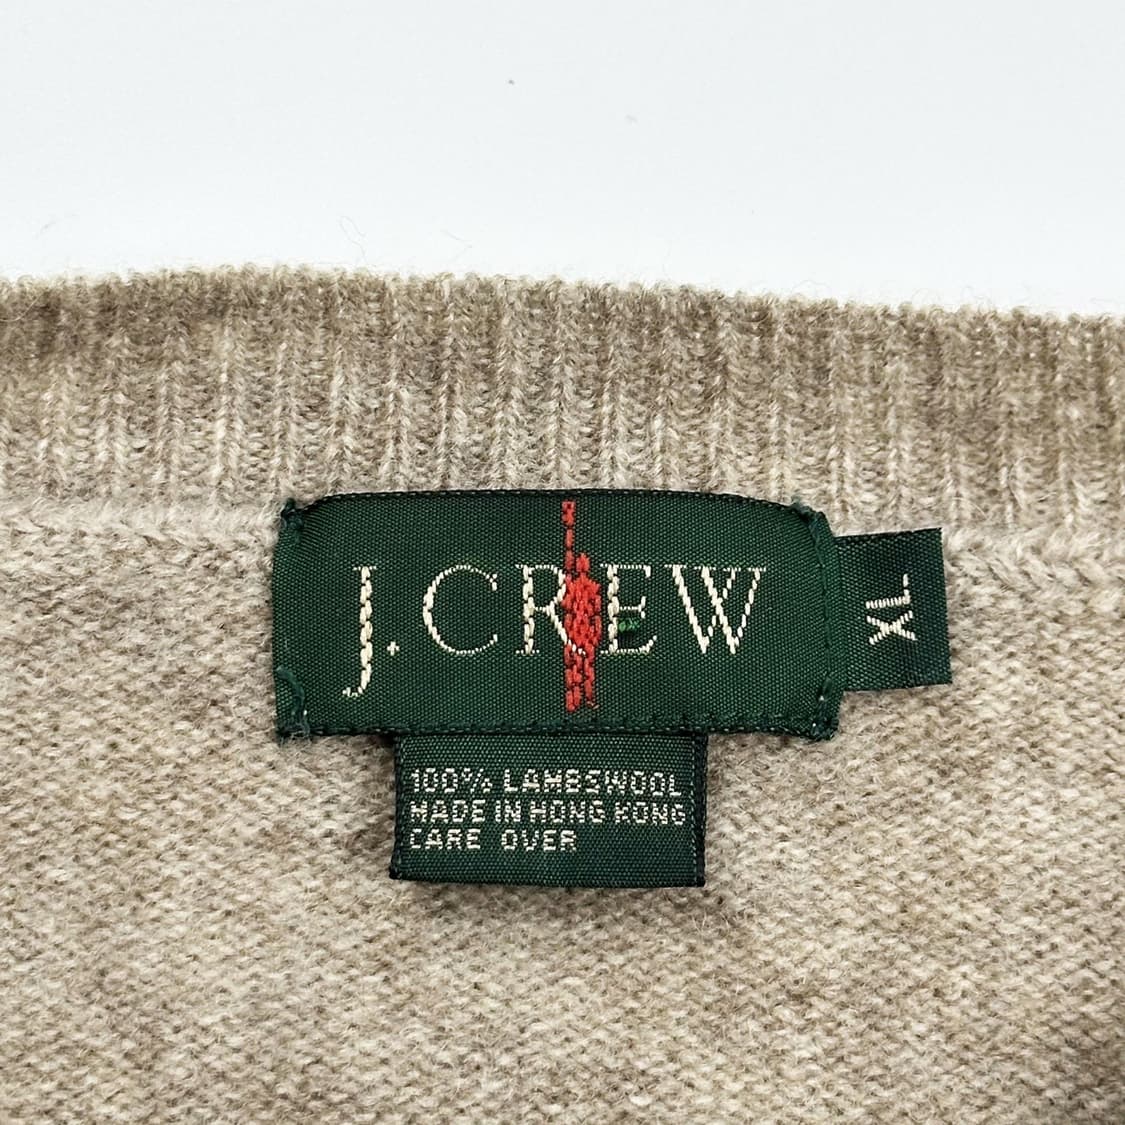 J.CREW
XL
100% LAMBSWOOL
MADE IN HONG KONG
CARE OVER